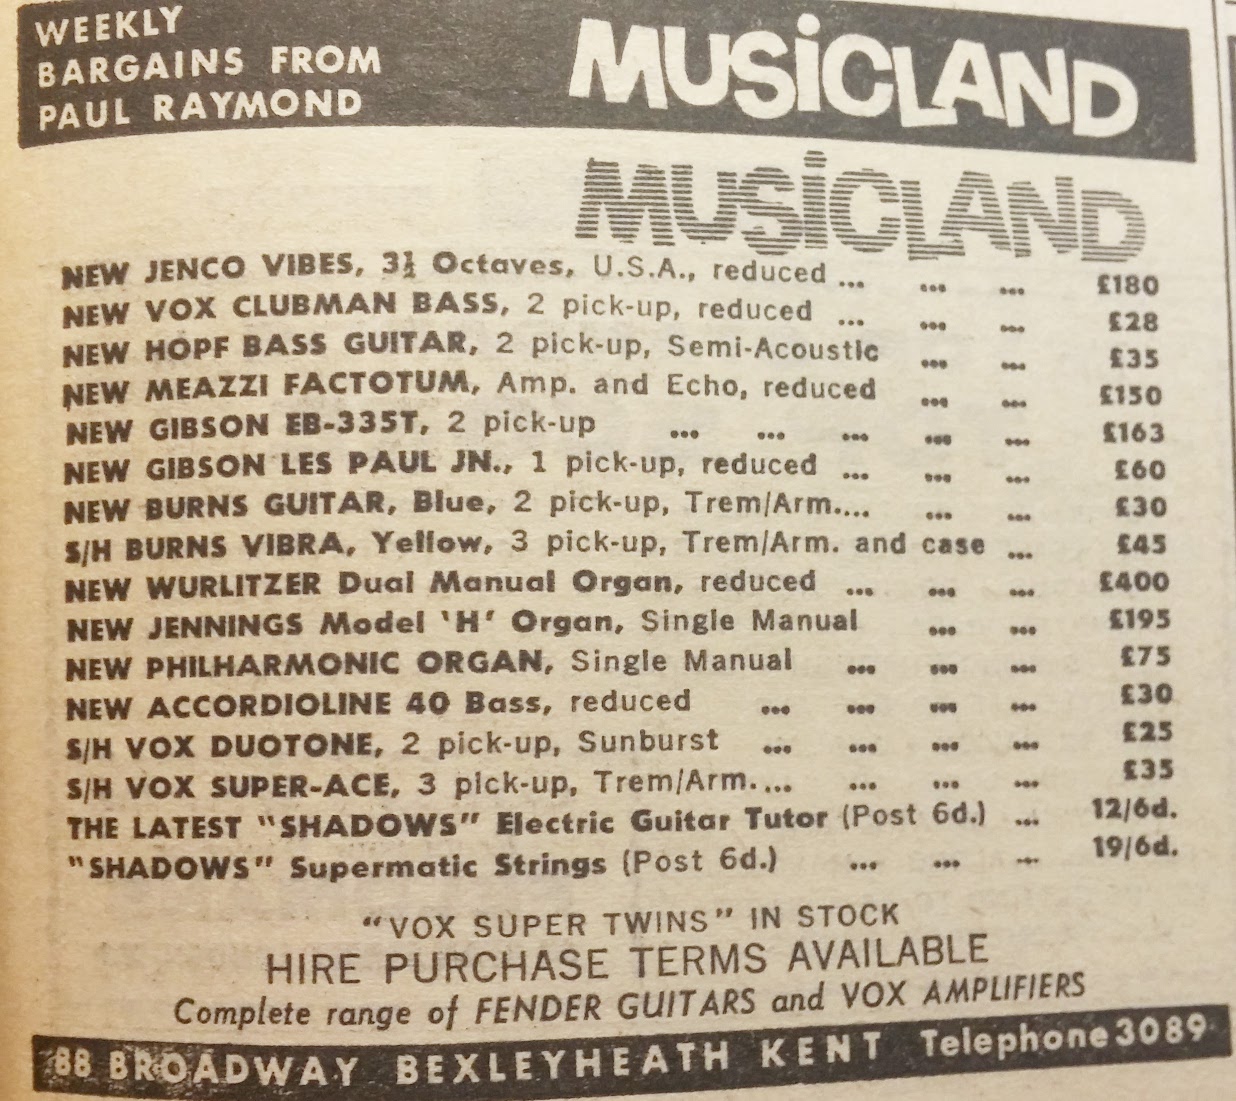 WEEKLY
BARGAINS FROM
PAUL RAYMOND
MUSiCLAND
MUSiCLAND
NEW JENCO VIBES, 3½ Octaves, U.S.A., reduced ... ... ... £180
NEW VOX CLUBMAN BASS, 2 pick-up, reduced ... ... ... £28
NEW HOPF BASS GUITAR, 2 pick-up, Semi-Acoustic ... ... £35
NEW MEAZZI FACTOTUM, Amp. and Echo, reduced ... ... £150
NEW GIBSON EB-335T, 2 pick-up ... ... ... ... ... £163
NEW GIBSON LES PAUL JN., 1 pick-up, reduced ... ... ... £60
NEW BURNS GUITAR, Blue, 2 pick-up, Trem/Arm.... ... ... £30
S/H BURNS VIBRA, Yellow, 3 pick-up, Trem/Arm. and case ... £45
NEW WURLITZER Dual Manual Organ, reduced ... ... ... £400
NEW JENNINGS Model 'H' Organ, Single Manual ... ... £195
NEW PHILHARMONIC ORGAN, Single Manual ... ... ... £75
NEW ACCORDIOLINE 40 Bass, reduced ... ... ... ... £30
S/H VOX DUOTONE, 2 pick-up, Sunburst ... ... ... ... £25
S/H VOX SUPER-ACE, 3 pick-up, Trem/Arm.... ... ... ... £35
THE LATEST "SHADOWS" Electric Guitar Tutor (Post 6d.) ... 12/6d.
"SHADOWS" Supermatic Strings (Post 6d.) ... ... ... 19/6d.
"VOX SUPER TWINS" IN STOCK
HIRE PURCHASE TERMS AVAILABLE
Complete range of FENDER GUITARS and VOX AMPLIFIERS
88 BROADWAY BEXLEYHEATH KENT Telephone 3089